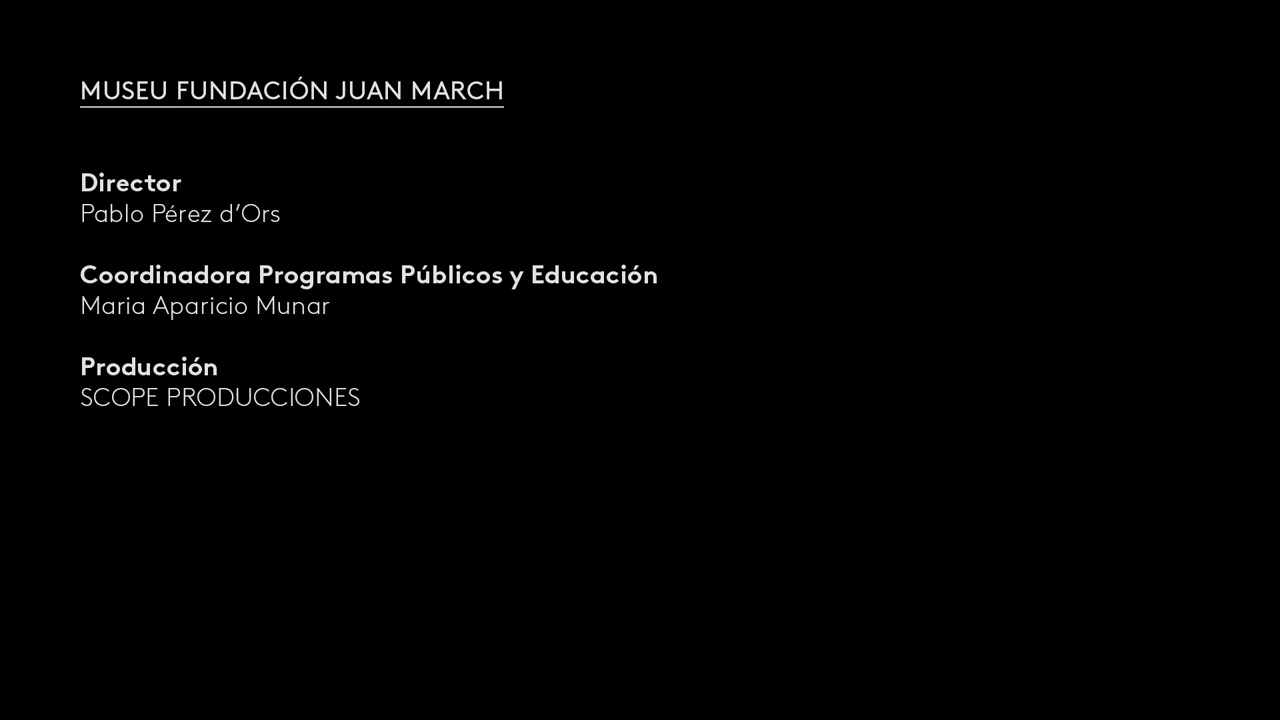 MUSEU FUNDACIÓN JUAN MARCH
Director
Pablo Pérez d’Ors
Coordinadora Programas Públicos y Educación
Maria Aparicio Munar
Producción
SCOPE PRODUCCIONES